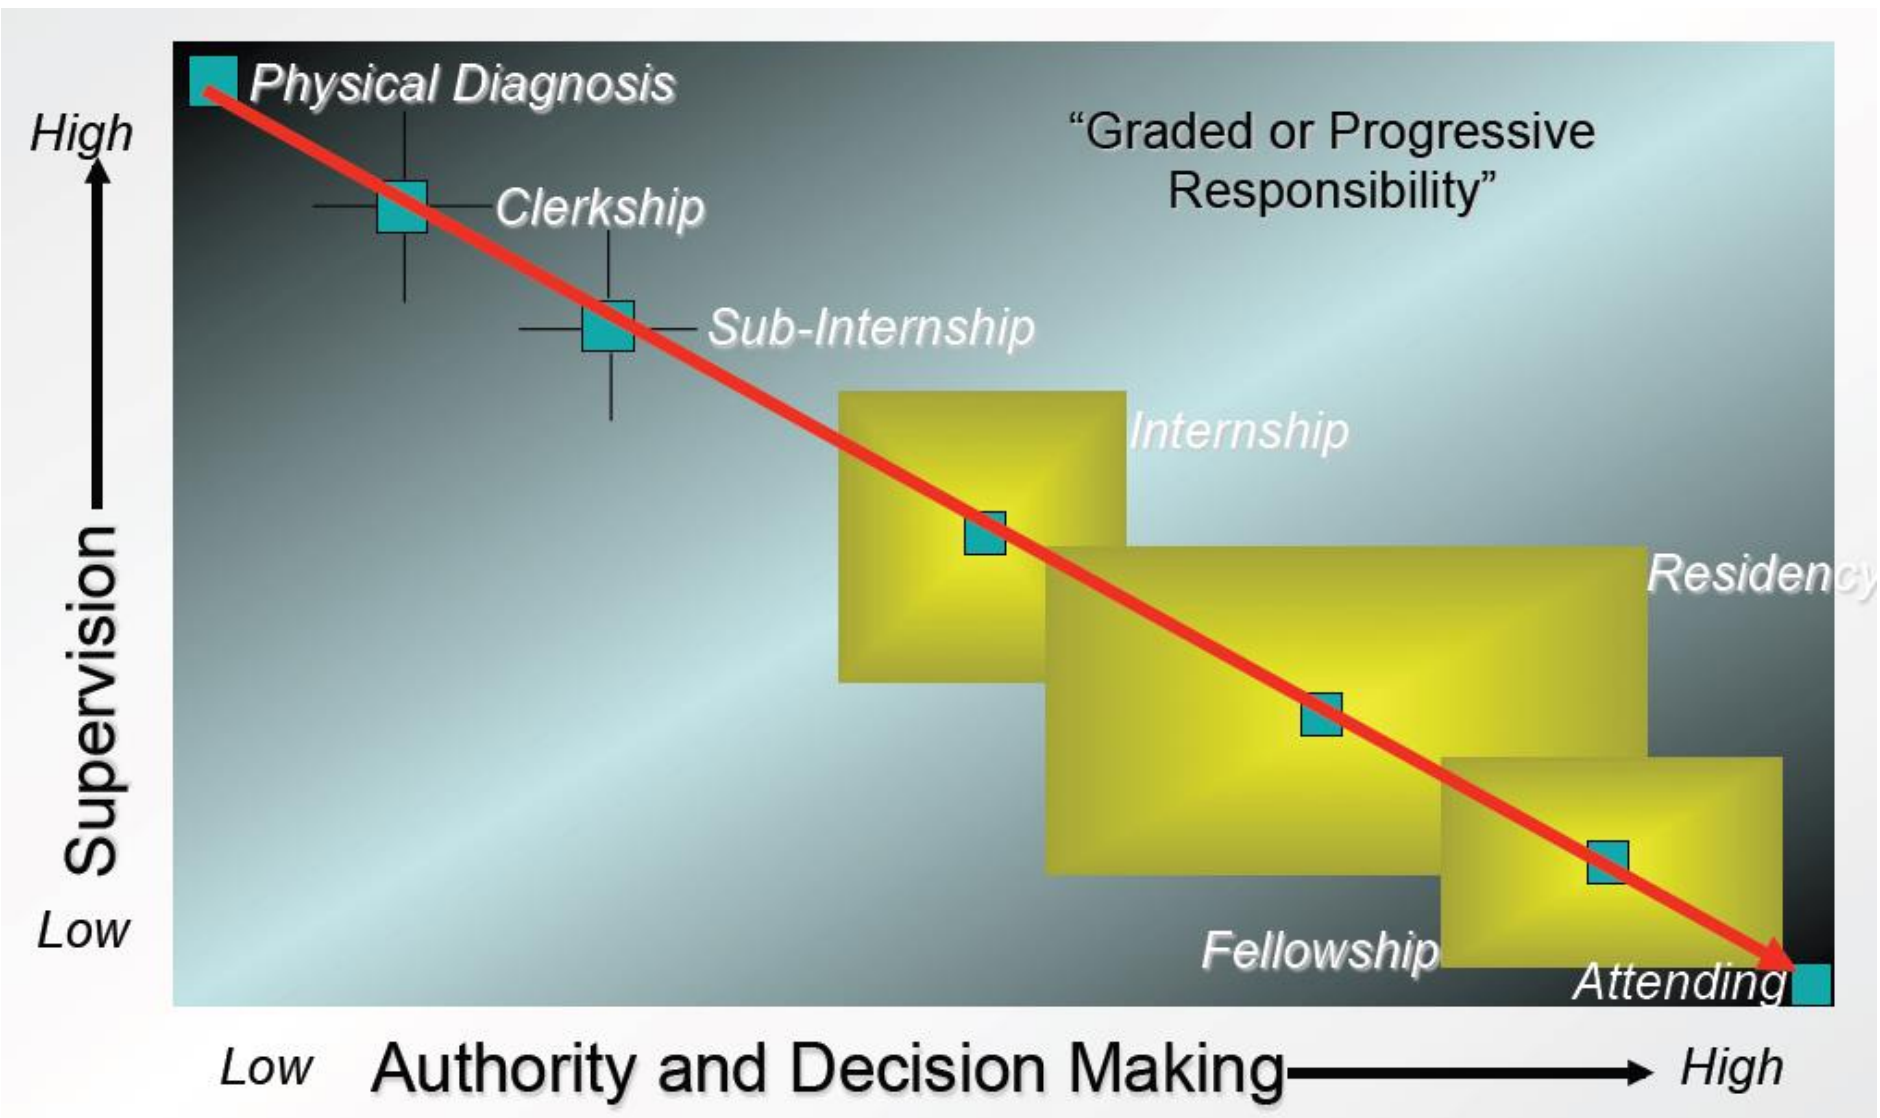 Physical Diagnosis
High
“Graded or Progressive
Responsibility”
Clerkship
Sub-Internship
Internship
Residency
Supervision
Fellowship
Low
Attending
Low
Authority and Decision Making
High